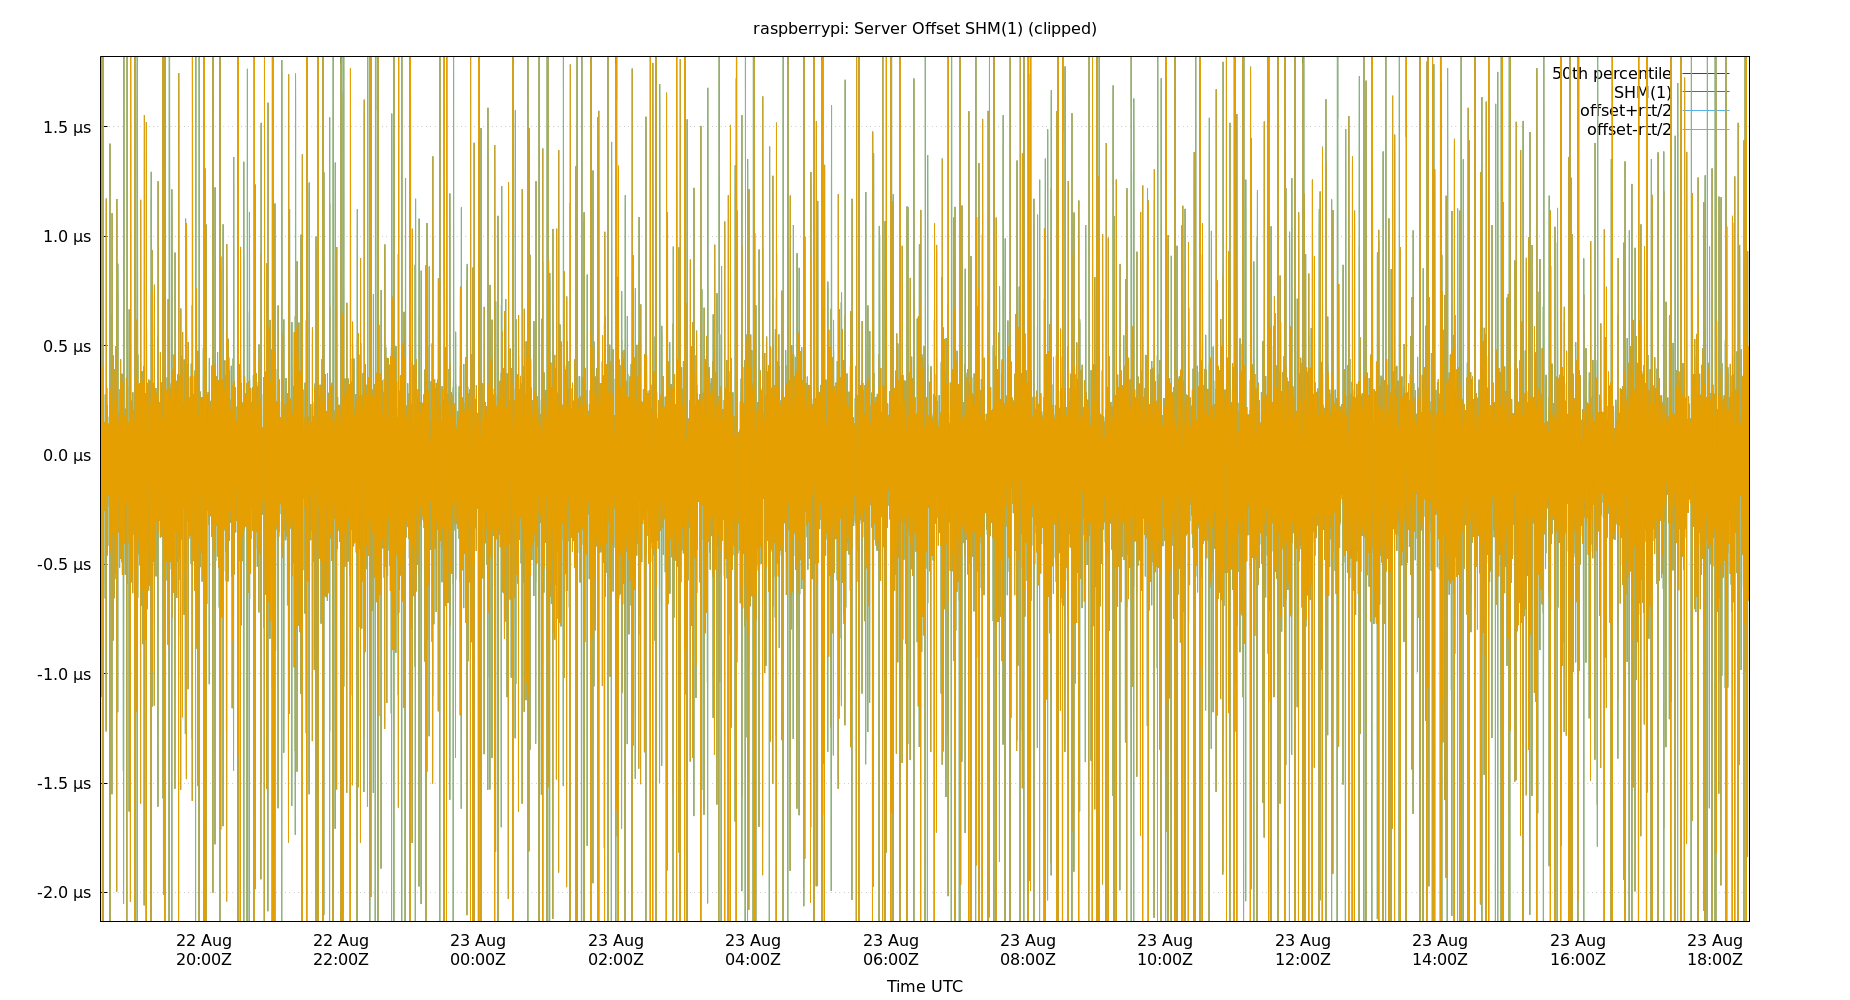 raspberrypi: Server Offset SHM(1) (clipped)
50th percentile
SHM(1)
offset+rtt/2
offset-rtt/2
1.5 µs
1.0 µs
0.5 µs
0.0 µs
-0.5 µs
-1.0 µs
-1.5 µs
-2.0 µs
22 Aug 22 Aug 23 Aug 23 Aug 23 Aug 23 Aug 23 Aug 23 Aug 23 Aug 23 Aug 23 Aug 23 Aug
20:00Z 22:00Z 00:00Z 02:00Z 04:00Z 06:00Z 08:00Z 10:00Z 12:00Z 14:00Z 16:00Z 18:00Z
Time UTC